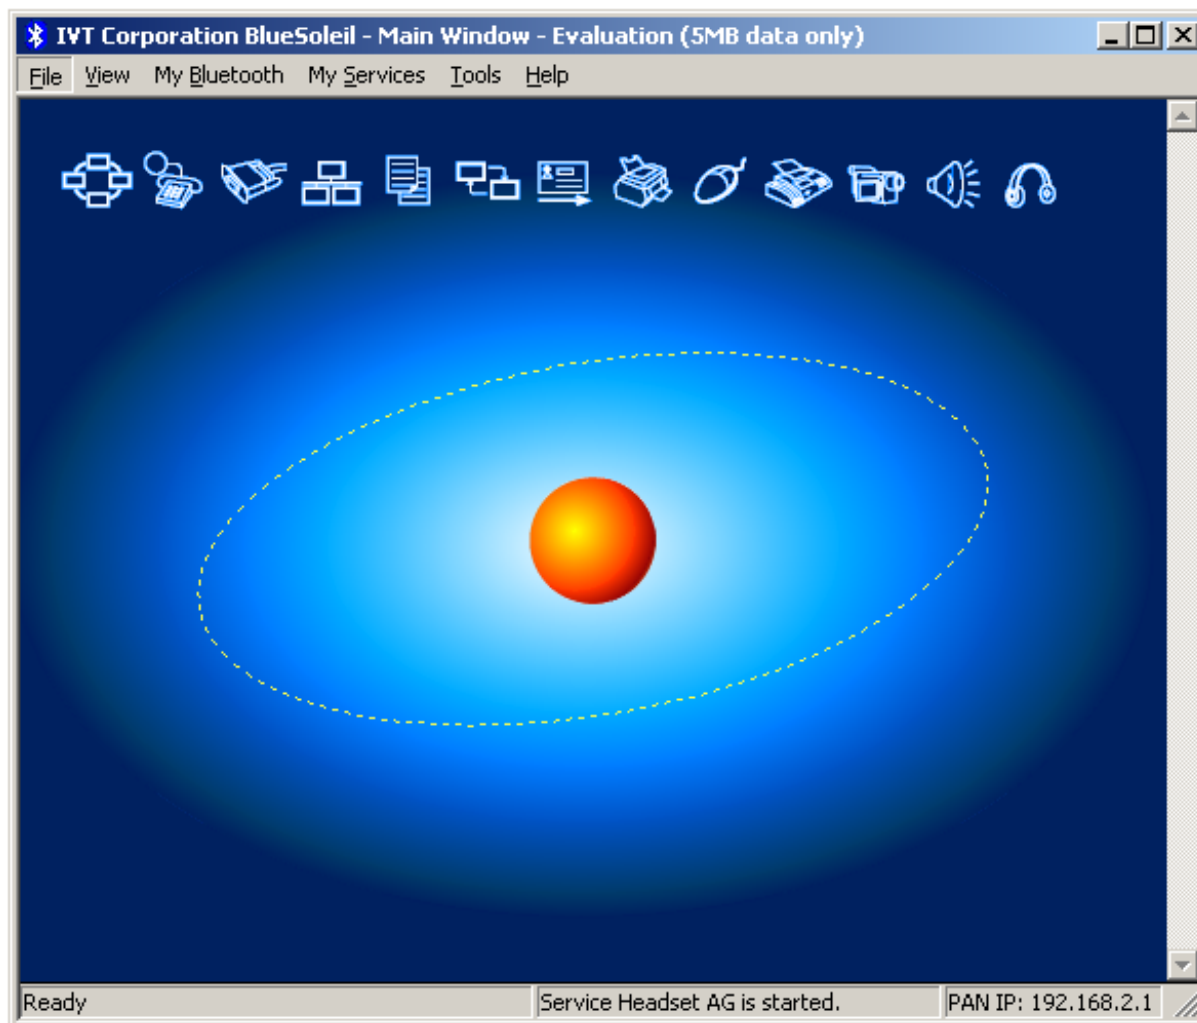 IVT Corporation BlueSoleil - Main Window - Evaluation (5MB data only)
File View My Bluetooth My Services Tools Help
Ready Service Headset AG is started. PAN IP: 192.168.2.1